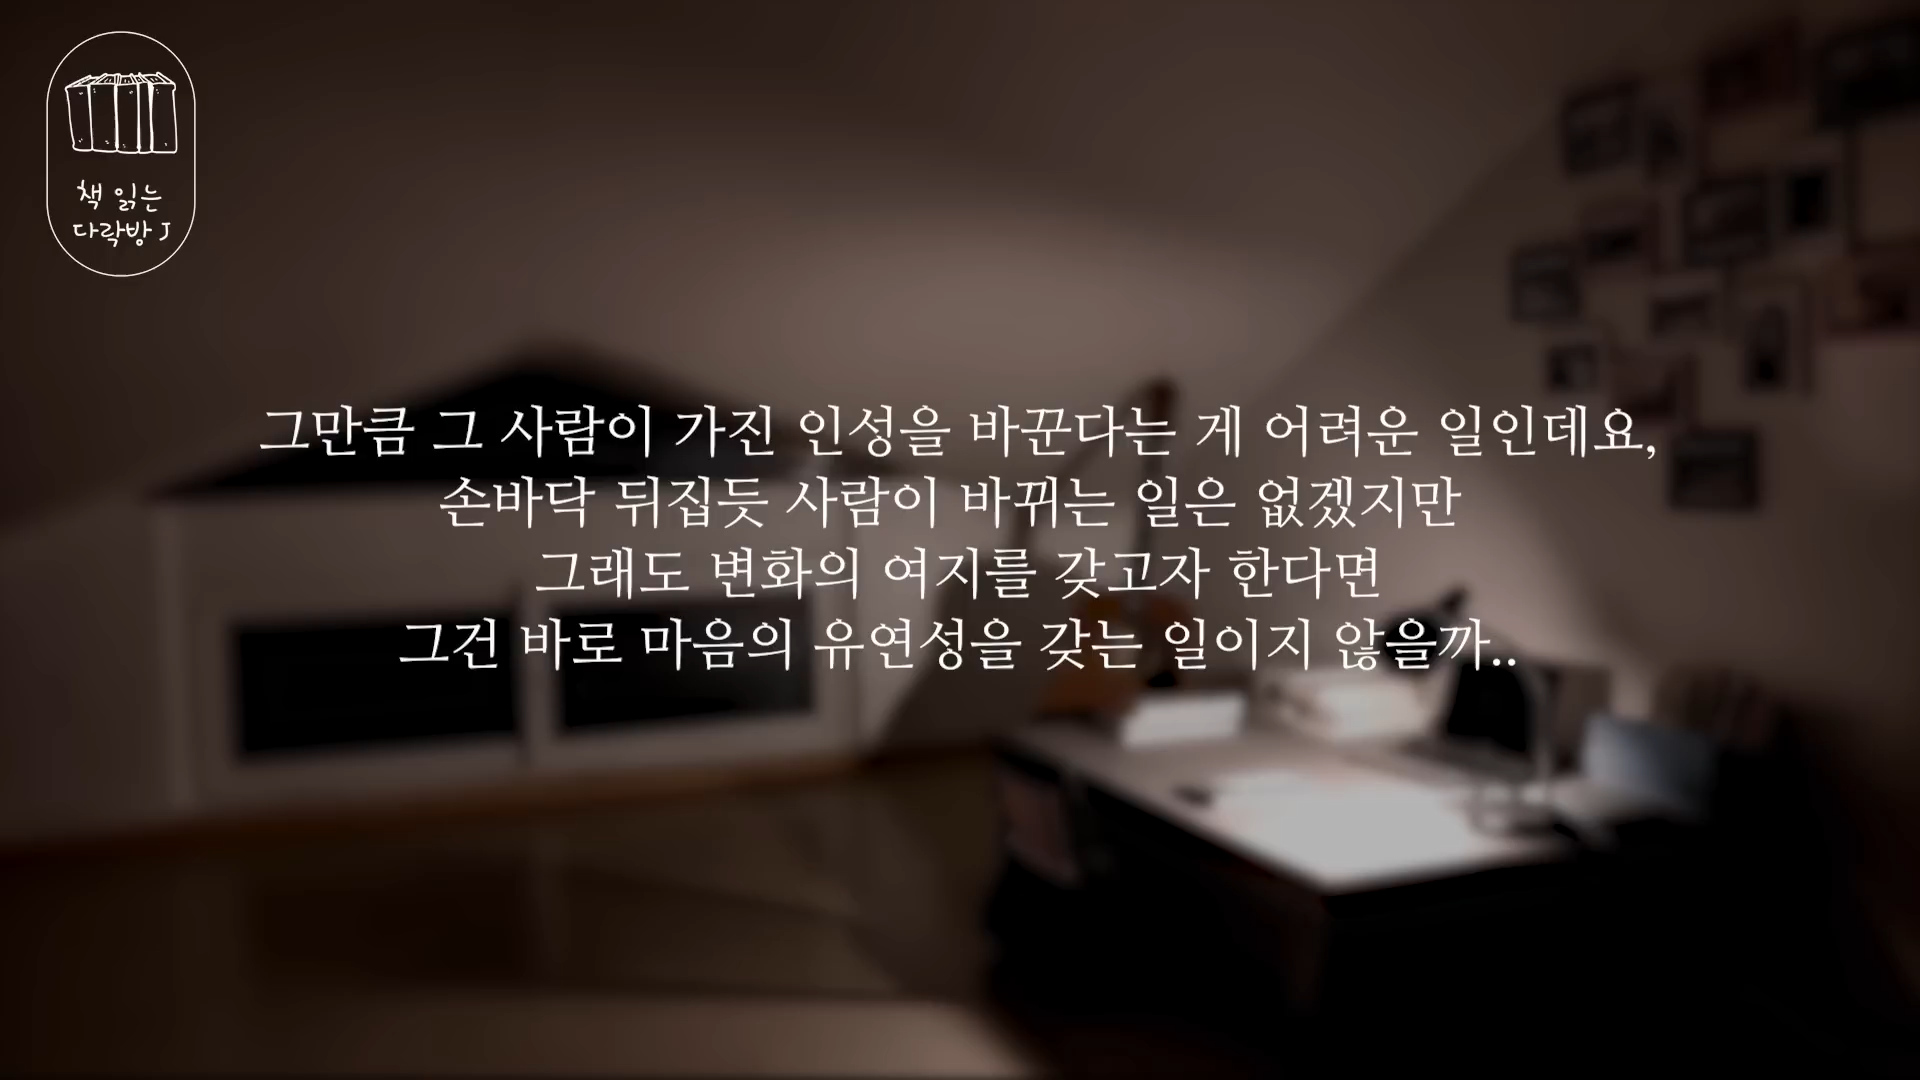 책 읽는
다락방 J
그만큼 그 사람이 가진 인성을 바꾼다는 게 어려운 일인데요,
손바닥 뒤집듯 사람이 바뀌는 일은 없겠지만
그래도 변화의 여지를 갖고자 한다면
그건 바로 마음의 유연성을 갖는 일이지 않을까..